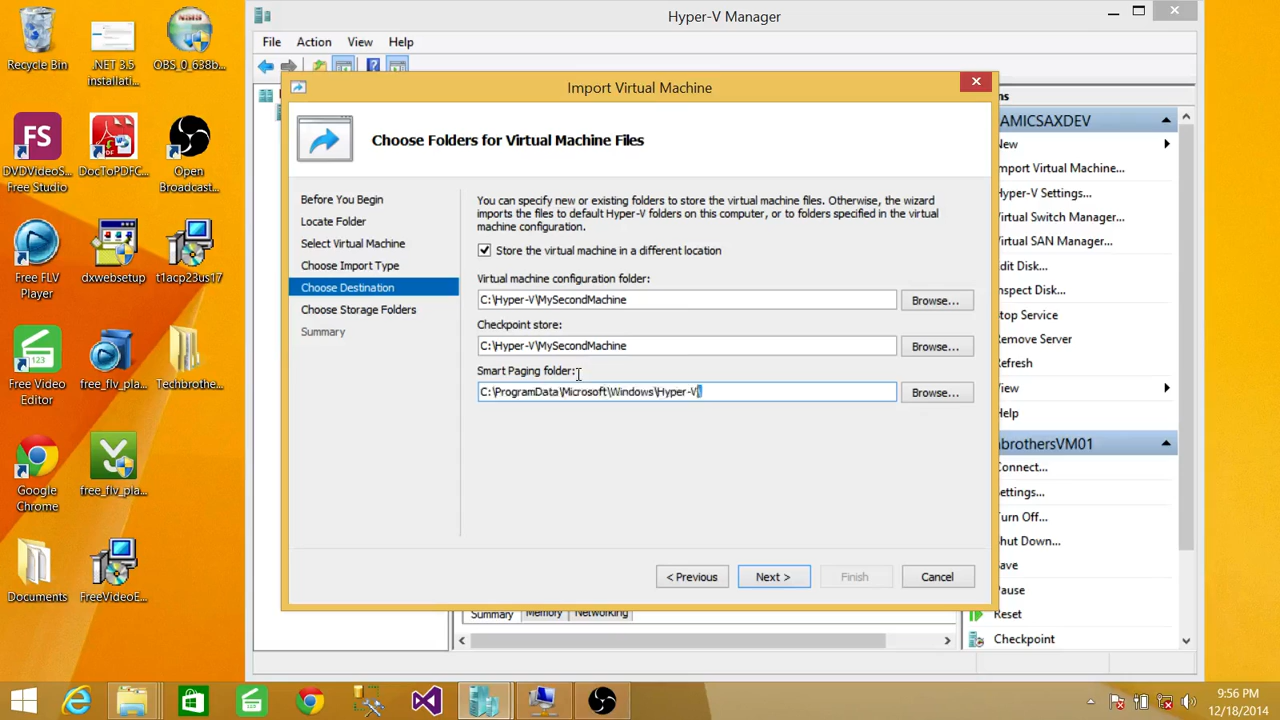 Hyper-V Manager
File Action View Help
Import Virtual Machine
Choose Folders for Virtual Machine Files
Before You Begin
Locate Folder
Select Virtual Machine
Choose Import Type
Choose Destination
Choose Storage Folders
Summary
You can specify new or existing folders to store the virtual machine files. Otherwise, the wizard
imports the files to default Hyper-V folders on this computer, or to folders specified in the virtual
machine configuration.
Store the virtual machine in a different location
Virtual machine configuration folder:
C:\Hyper-V\MySecondMachine
Browse...
Checkpoint store:
C:\Hyper-V\MySecondMachine
Browse...
Smart Paging folder:
C:\ProgramData\Microsoft\Windows\Hyper-V\
Browse...
< Previous
Next >
Finish
Cancel
Summary Memory Networking
ns
AMICSAXDEV
New
mport Virtual Machine...
Hyper-V Settings...
Virtual Switch Manager...
Virtual SAN Manager...
Edit Disk...
nspect Disk...
Stop Service
Remove Server
Refresh
View
Help
nbrothersVM01
Connect...
Settings...
Turn Off...
Shut Down...
Save
Pause
Reset
Checkpoint
Recycle Bin
.NET 3.5
installati...
OBS_0_638b...
FS
DVDVideoS...
Free Studio
DocToPDFC...
Open
Broadcast...
Free FLV
Player
dxwebsetup
t1acp23us17
123
Free Video
Editor
free_flv_pla...
Techbrothe...
Google
Chrome
free_flv_pla...
Documents
FreeVideoE...
9:56 PM
12/18/2014